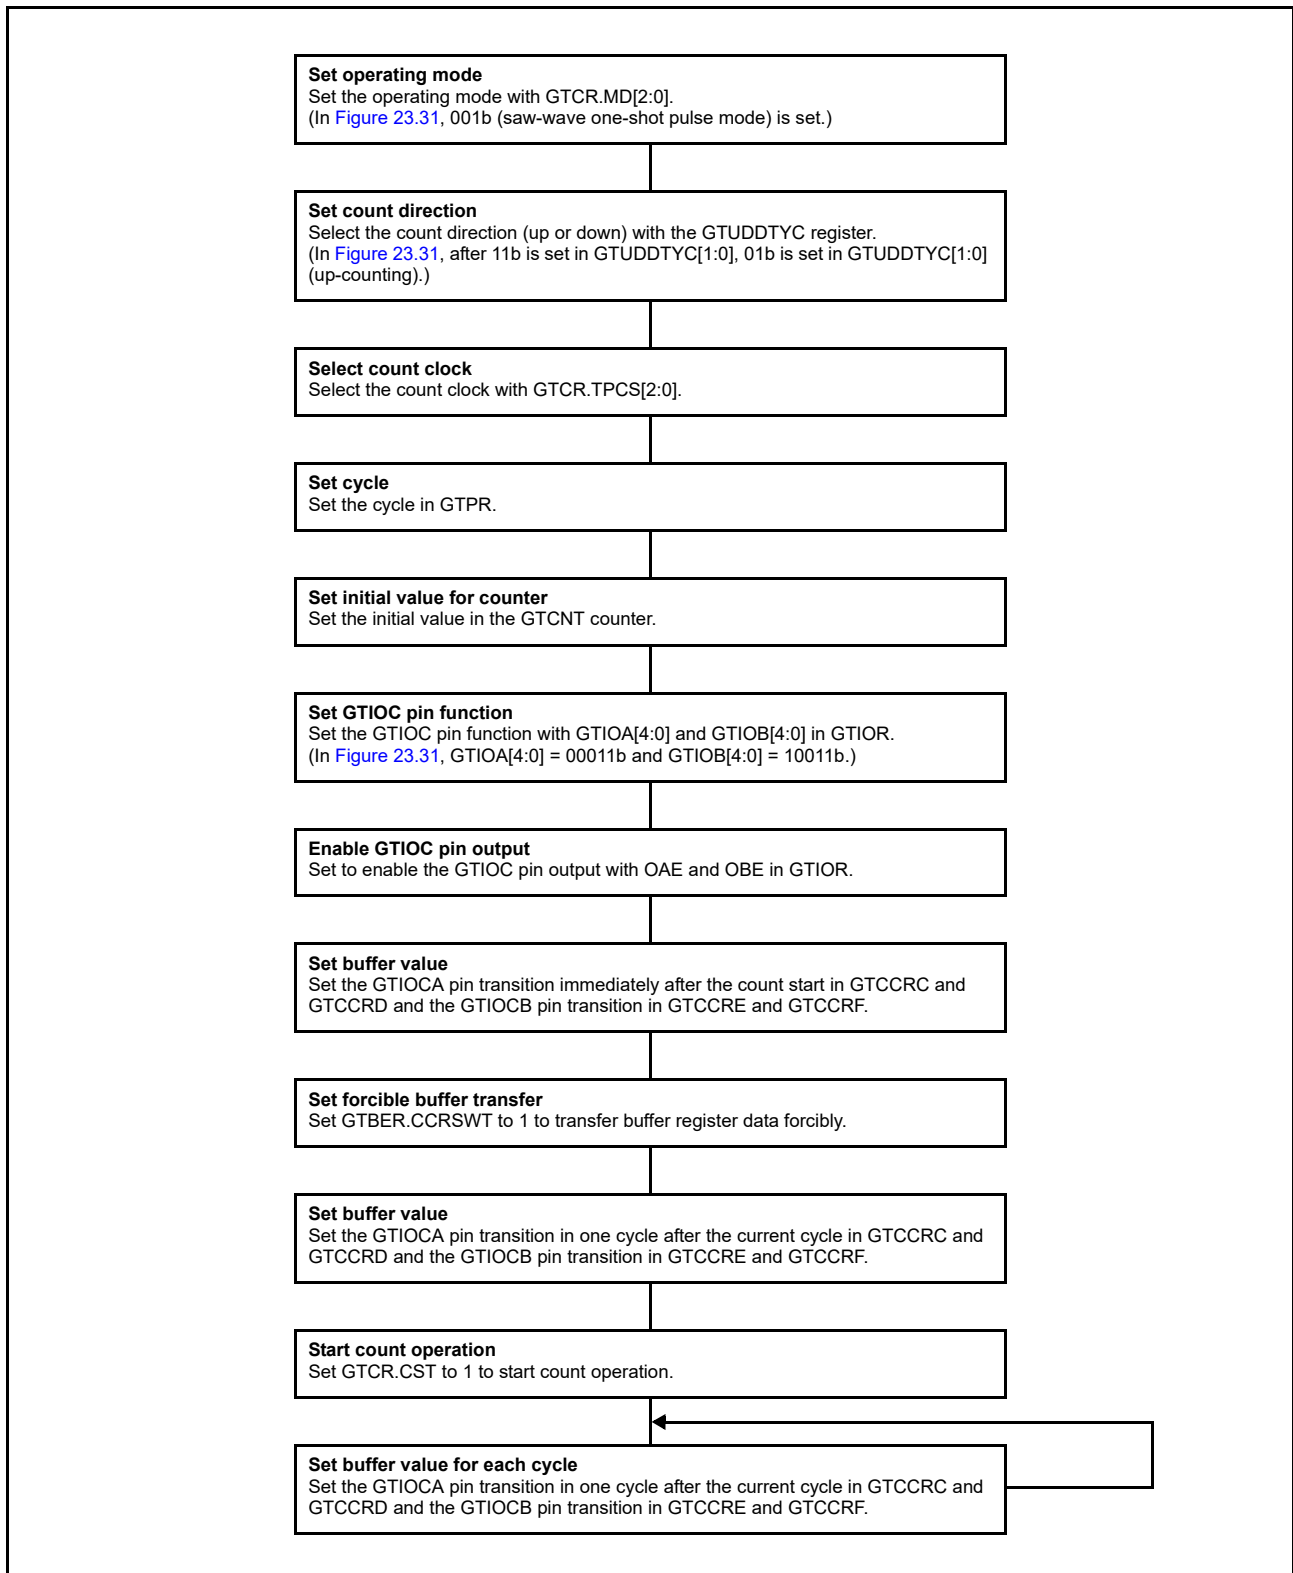 Set operating mode
Set the operating mode with GTCR.MD[2:0].
(In Figure 23.31, 001b (saw-wave one-shot pulse mode) is set.)
Set count direction
Select the count direction (up or down) with the GTUDDTYC register.
(In Figure 23.31, after 11b is set in GTUDDTYC[1:0], 01b is set in GTUDDTYC[1:0]
(up-counting).)
Select count clock
Select the count clock with GTCR.TPCS[2:0].
Set cycle
Set the cycle in GTPR.
Set initial value for counter
Set the initial value in the GTCNT counter.
Set GTIOC pin function
Set the GTIOC pin function with GTIOA[4:0] and GTIOB[4:0] in GTIOR.
(In Figure 23.31, GTIOA[4:0] = 00011b and GTIOB[4:0] = 10011b.)
Enable GTIOC pin output
Set to enable the GTIOC pin output with OAE and OBE in GTIOR.
Set buffer value
Set the GTIOCA pin transition immediately after the count start in GTCCRC and
GTCCRD and the GTIOCB pin transition in GTCCRE and GTCCRF.
Set forcible buffer transfer
Set GTBER.CCRSWT to 1 to transfer buffer register data forcibly.
Set buffer value
Set the GTIOCA pin transition in one cycle after the current cycle in GTCCRC and
GTCCRD and the GTIOCB pin transition in GTCCRE and GTCCRF.
Start count operation
Set GTCR.CST to 1 to start count operation.
Set buffer value for each cycle
Set the GTIOCA pin transition in one cycle after the current cycle in GTCCRC and
GTCCRD and the GTIOCB pin transition in GTCCRE and GTCCRF.